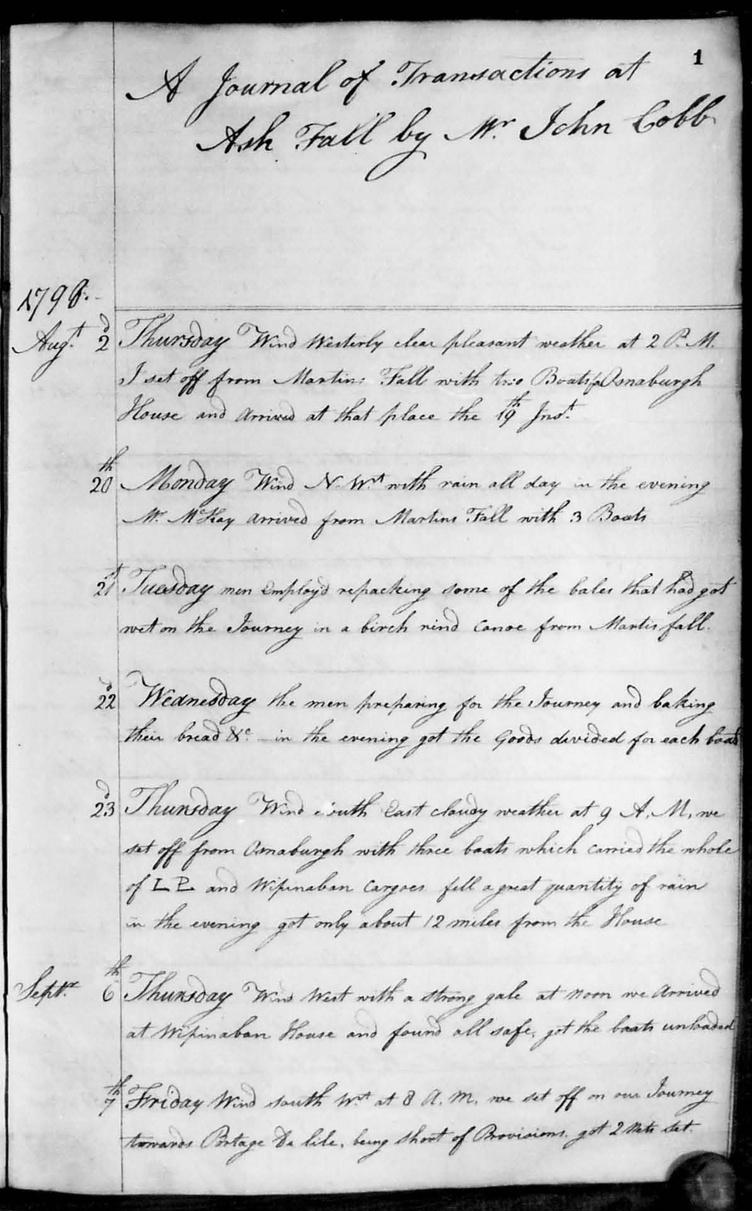 1
A Journal of Transactions at
Ash Fall by Mr John Cobb
1798.
Augt 2d Thursday Wind Westerly clear pleasant weather at 2 P.M.
I set off from Martins Fall with two Boats for Osnaburgh
House and arrived at that place the 19th Inst.
20th Monday Wind N. Wt with rain all day in the evening
Mr McKay arrived from Martins Fall with 3 Boats
21st Tuesday men Employd repacking some of the bales that had got
wet on the Journey in a birch rind canoe from Martis fall.
22d Wednesday the men preparing for the Journey and baking
their bread &c. in the evening got the Goods divided for each boat
23d Thursday Wind South East cloudy weather at 9 A.M. we
set off from Osnaburgh with three boats which carried the whole
of L P and Wipinaban Cargoes fell a great quantity of rain
in the evening got only about 12 miles from the House
Septr 6th Thursday Wind West with a strong gale at noon we arrived
at Wipinaban House and found all safe, got the boats unloaded
7th Friday Wind south Wt at 8 A.M. we set off on our Journey
towards Portage De lile, being short of Provisions. got 2 Nets set.